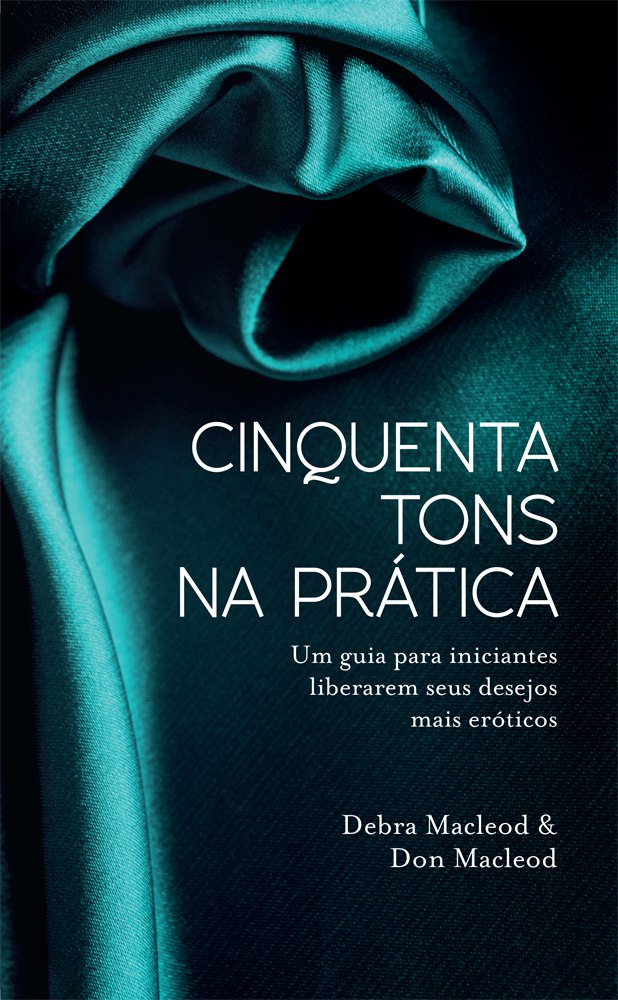 CINQUENTA
TONS
NA PRÁTICA
Um guia para iniciantes
liberarem seus desejos
mais eróticos
Debra Macleod &
Don Macleod